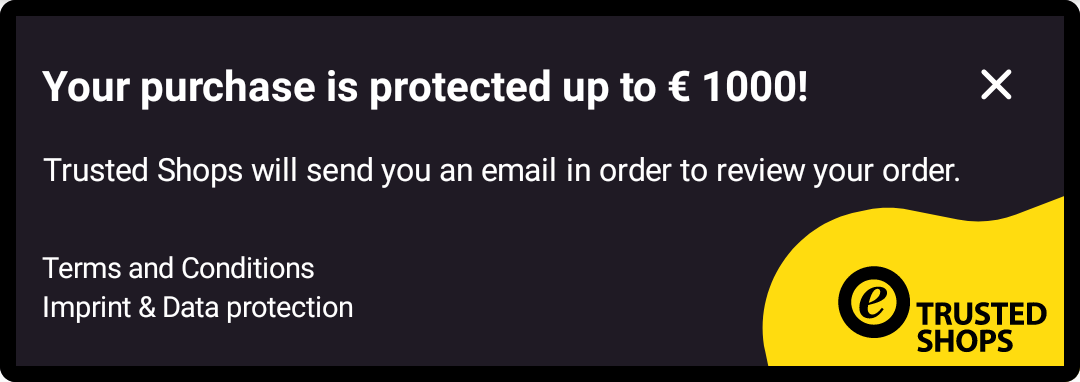 Your purchase is protected up to € 1000!
Trusted Shops will send you an email in order to review your order.
Terms and Conditions
Imprint & Data protection
e
TRUSTED
SHOPS